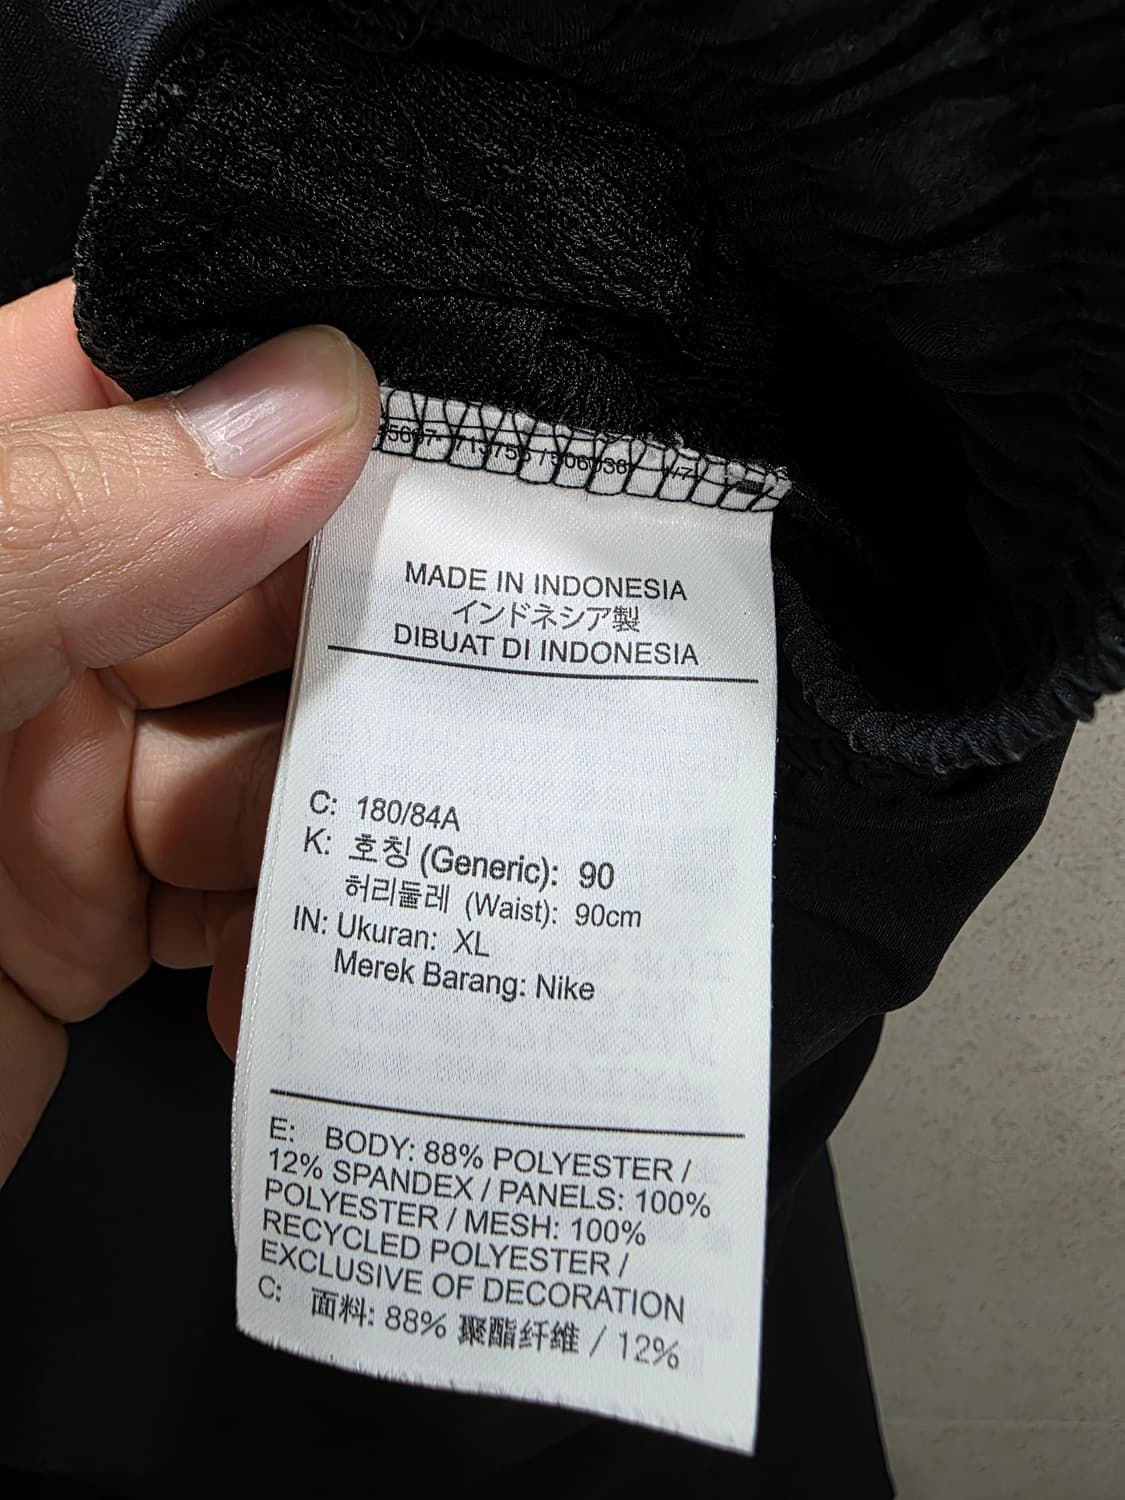 713755 / 506038
MADE IN INDONESIA
インドネシア製
DIBUAT DI INDONESIA
C: 180/84A
K: 호칭 (Generic): 90
허리둘레 (Waist): 90cm
IN: Ukuran: XL
Merek Barang: Nike
E: BODY: 88% POLYESTER /
12% SPANDEX / PANELS: 100%
POLYESTER / MESH: 100%
RECYCLED POLYESTER /
EXCLUSIVE OF DECORATION
C: 面料: 88% 聚酯纤维 / 12%